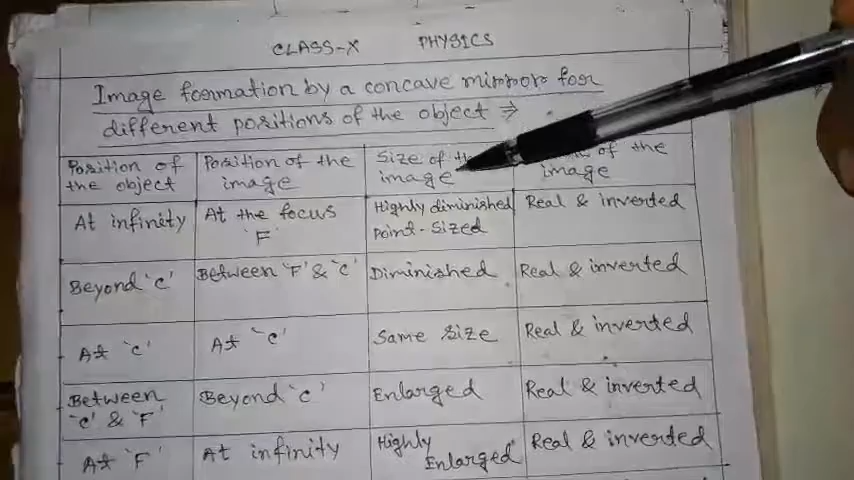 CLASS-X PHYSICS
Image formation by a concave mirror for
different positions of the object ⇒
Position of the object
Position of the image
Size of image
of the image
At infinity
At the focus 'F'
Highly diminished Point-Sized
Real & inverted
Beyond 'C'
Between 'F' & 'C'
Diminished
Real & inverted
At 'C'
At 'C'
Same Size
Real & inverted
Between 'C' & 'F'
Beyond 'C'
Enlarged
Real & inverted
At 'F'
At infinity
Highly Enlarged
Real & inverted